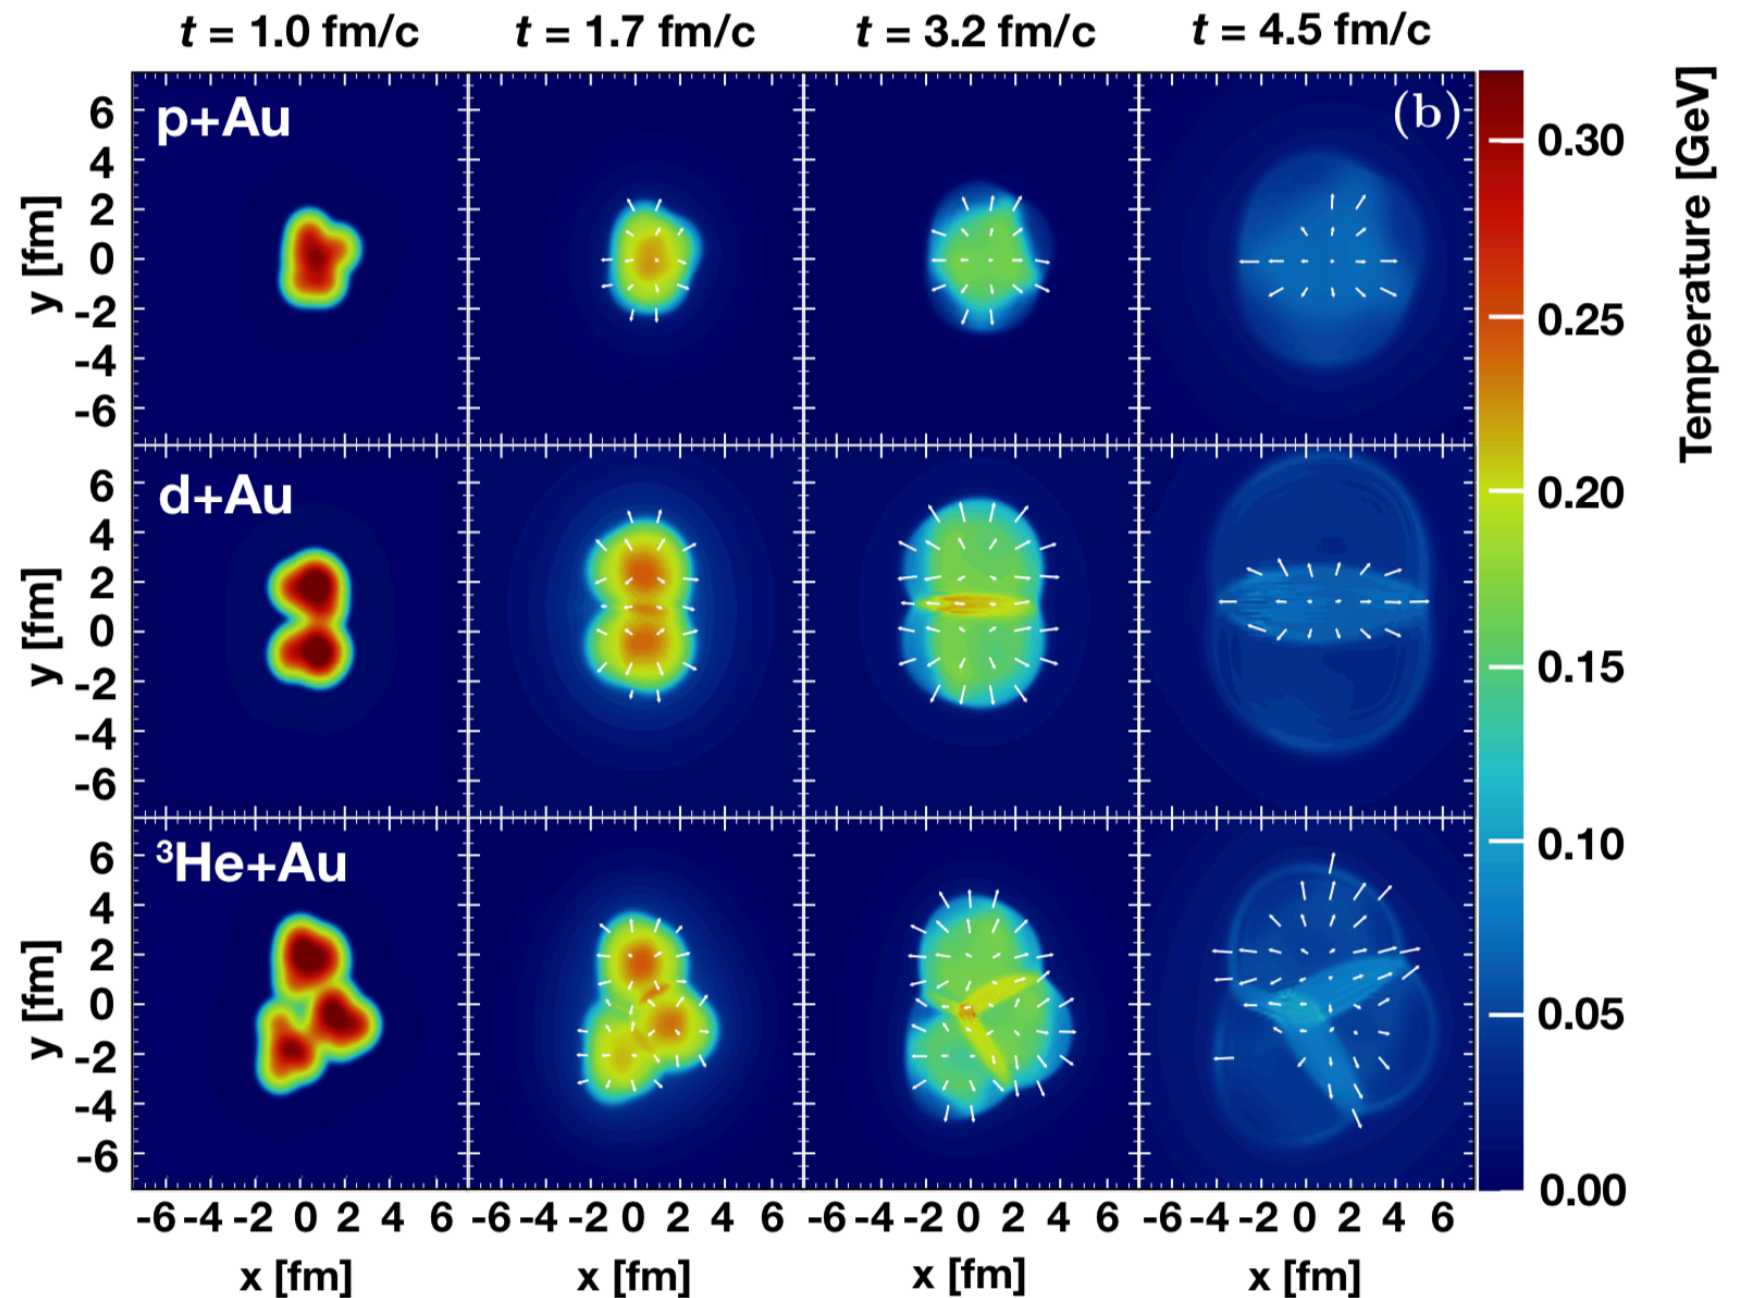 t = 1.0 fm/c t = 1.7 fm/c t = 3.2 fm/c t = 4.5 fm/c
p+Au
(b)
6
4
2
0
-2
-4
-6
y [fm]
d+Au
6
4
2
0
-2
-4
-6
y [fm]
³He+Au
6
4
2
0
-2
-4
-6
y [fm]
-6 -4 -2 0 2 4 6 -6 -4 -2 0 2 4 6 -6 -4 -2 0 2 4 6 -6 -4 -2 0 2 4 6
x [fm] x [fm] x [fm] x [fm]
0.30
0.25
0.20
0.15
0.10
0.05
0.00
Temperature [GeV]